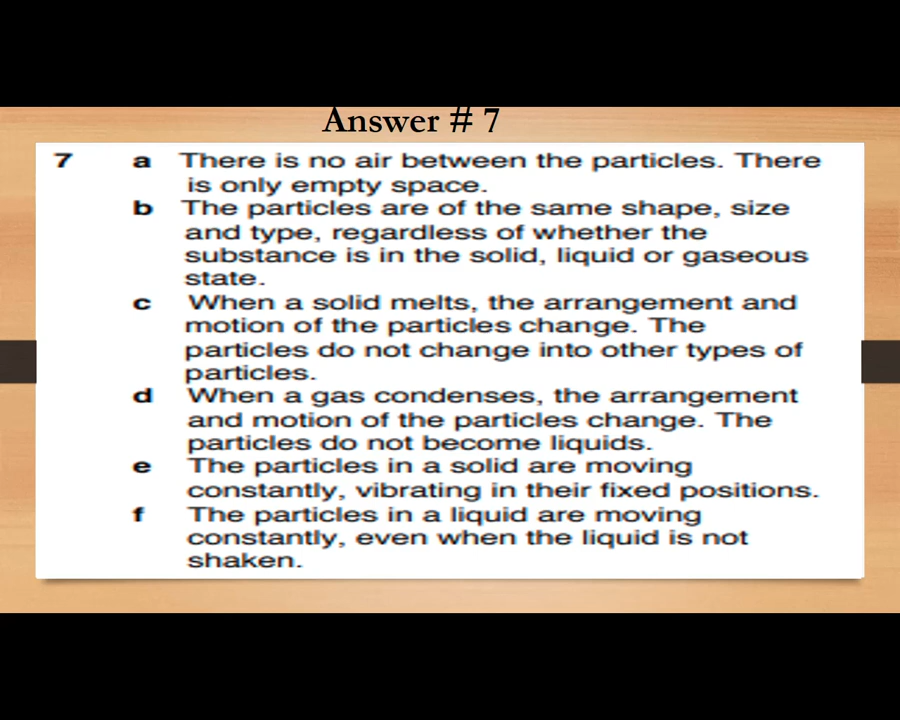 Answer # 7
7 a There is no air between the particles. There
is only empty space.
b The particles are of the same shape, size
and type, regardless of whether the
substance is in the solid, liquid or gaseous
state.
c When a solid melts, the arrangement and
motion of the particles change. The
particles do not change into other types of
particles.
d When a gas condenses, the arrangement
and motion of the particles change. The
particles do not become liquids.
e The particles in a solid are moving
constantly, vibrating in their fixed positions.
f The particles in a liquid are moving
constantly, even when the liquid is not
shaken.